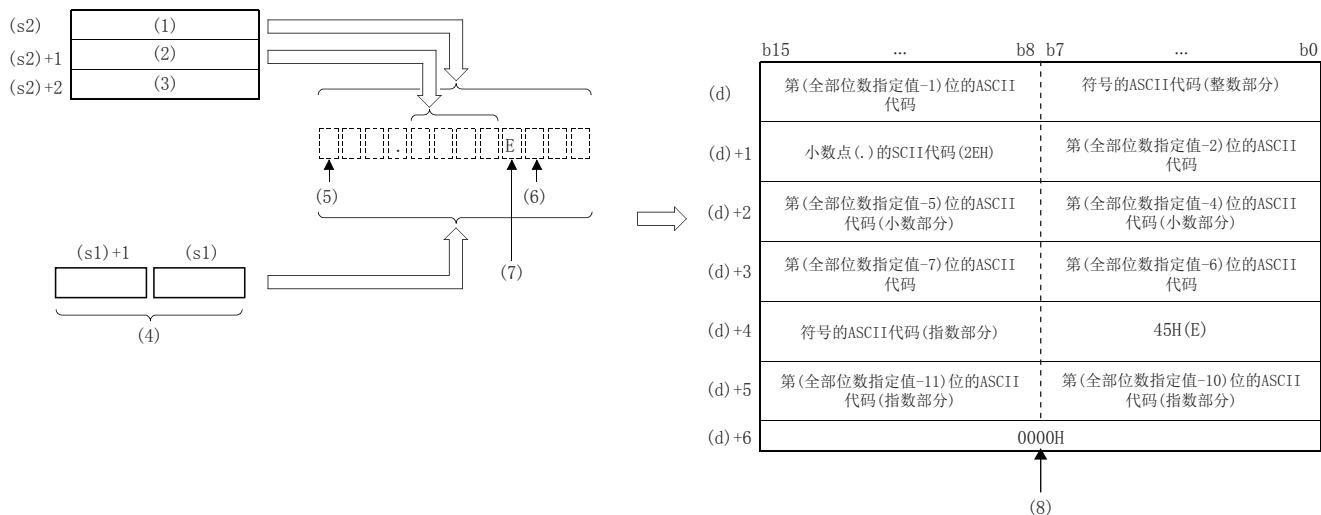 (s2)
(1)
(s2)+1
(2)
(s2)+2
(3)
. E
(5)
(6)
(7)
(s1)+1
(s1)
(4)
b15 … b8 b7 … b0
(d)
第(全部位数指定值-1)位的ASCII
代码
符号的ASCII代码(整数部分)
(d)+1
小数点(.)的SCII代码(2EH)
第(全部位数指定值-2)位的ASCII
代码
(d)+2
第(全部位数指定值-5)位的ASCII
代码(小数部分)
第(全部位数指定值-4)位的ASCII
代码(小数部分)
(d)+3
第(全部位数指定值-7)位的ASCII
代码
第(全部位数指定值-6)位的ASCII
代码
(d)+4
符号的ASCII代码(指数部分)
45H(E)
(d)+5
第(全部位数指定值-11)位的ASCII
代码(指数部分)
第(全部位数指定值-10)位的ASCII
代码(指数部分)
(d)+6
0000H
(8)